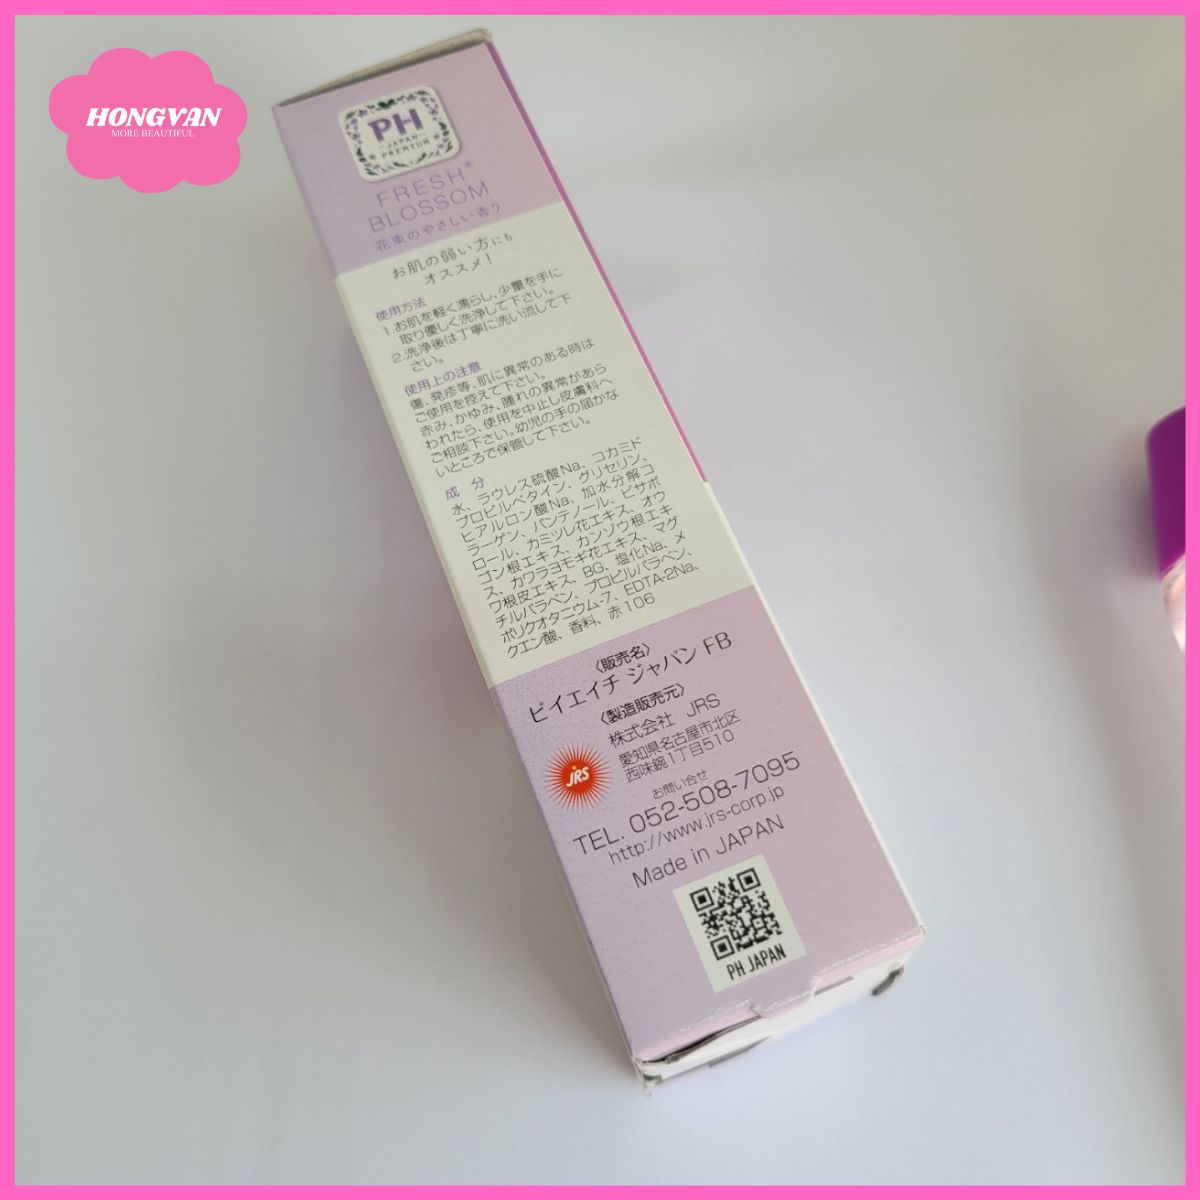 HONGVAN
MORE BEAUTIFUL
PH
JAPAN
PREMIUM
FRESH®
BLOSSOM
花束のやさしい香り
お肌の弱い方にも
オススメ!
使用方法
1.お肌を軽く濡らし、少量を手に
取り優しく洗浄して下さい。
2.洗浄後は丁寧に洗い流して下
さい。
使用上の注意
傷、発疹等、肌に異常のある時は
ご使用を控えて下さい。
赤み、かゆみ、腫れの異常があら
われたら、使用を中止し皮膚科へ
ご相談下さい。幼児の手の届かな
いところで保管して下さい。
成 分
水、ラウレス硫酸Na、コカミド
プロピルベタイン、グリセリン、
ヒアルロン酸Na、加水分解コ
ラーゲン、パンテノール、ビサボ
ロール、カミツレ花エキス、オウ
ゴン根エキス、カンゾウ根エキ
ス、カワラヨモギ花エキス、マグ
ワ根皮エキス、BG、塩化Na、メ
チルパラベン、プロピルパラベン、
ポリクオタニウム-7、EDTA-2Na、
クエン酸、香料、赤106
〈販売名〉
ピイエイチ ジャパン FB
〈製造販売元〉
株式会社 JRS
愛知県名古屋市北区
西味鋺1丁目510
JRS
お問い合せ
TEL. 052-508-7095
http://www.jrs-corp.jp
Made in JAPAN
PH JAPAN